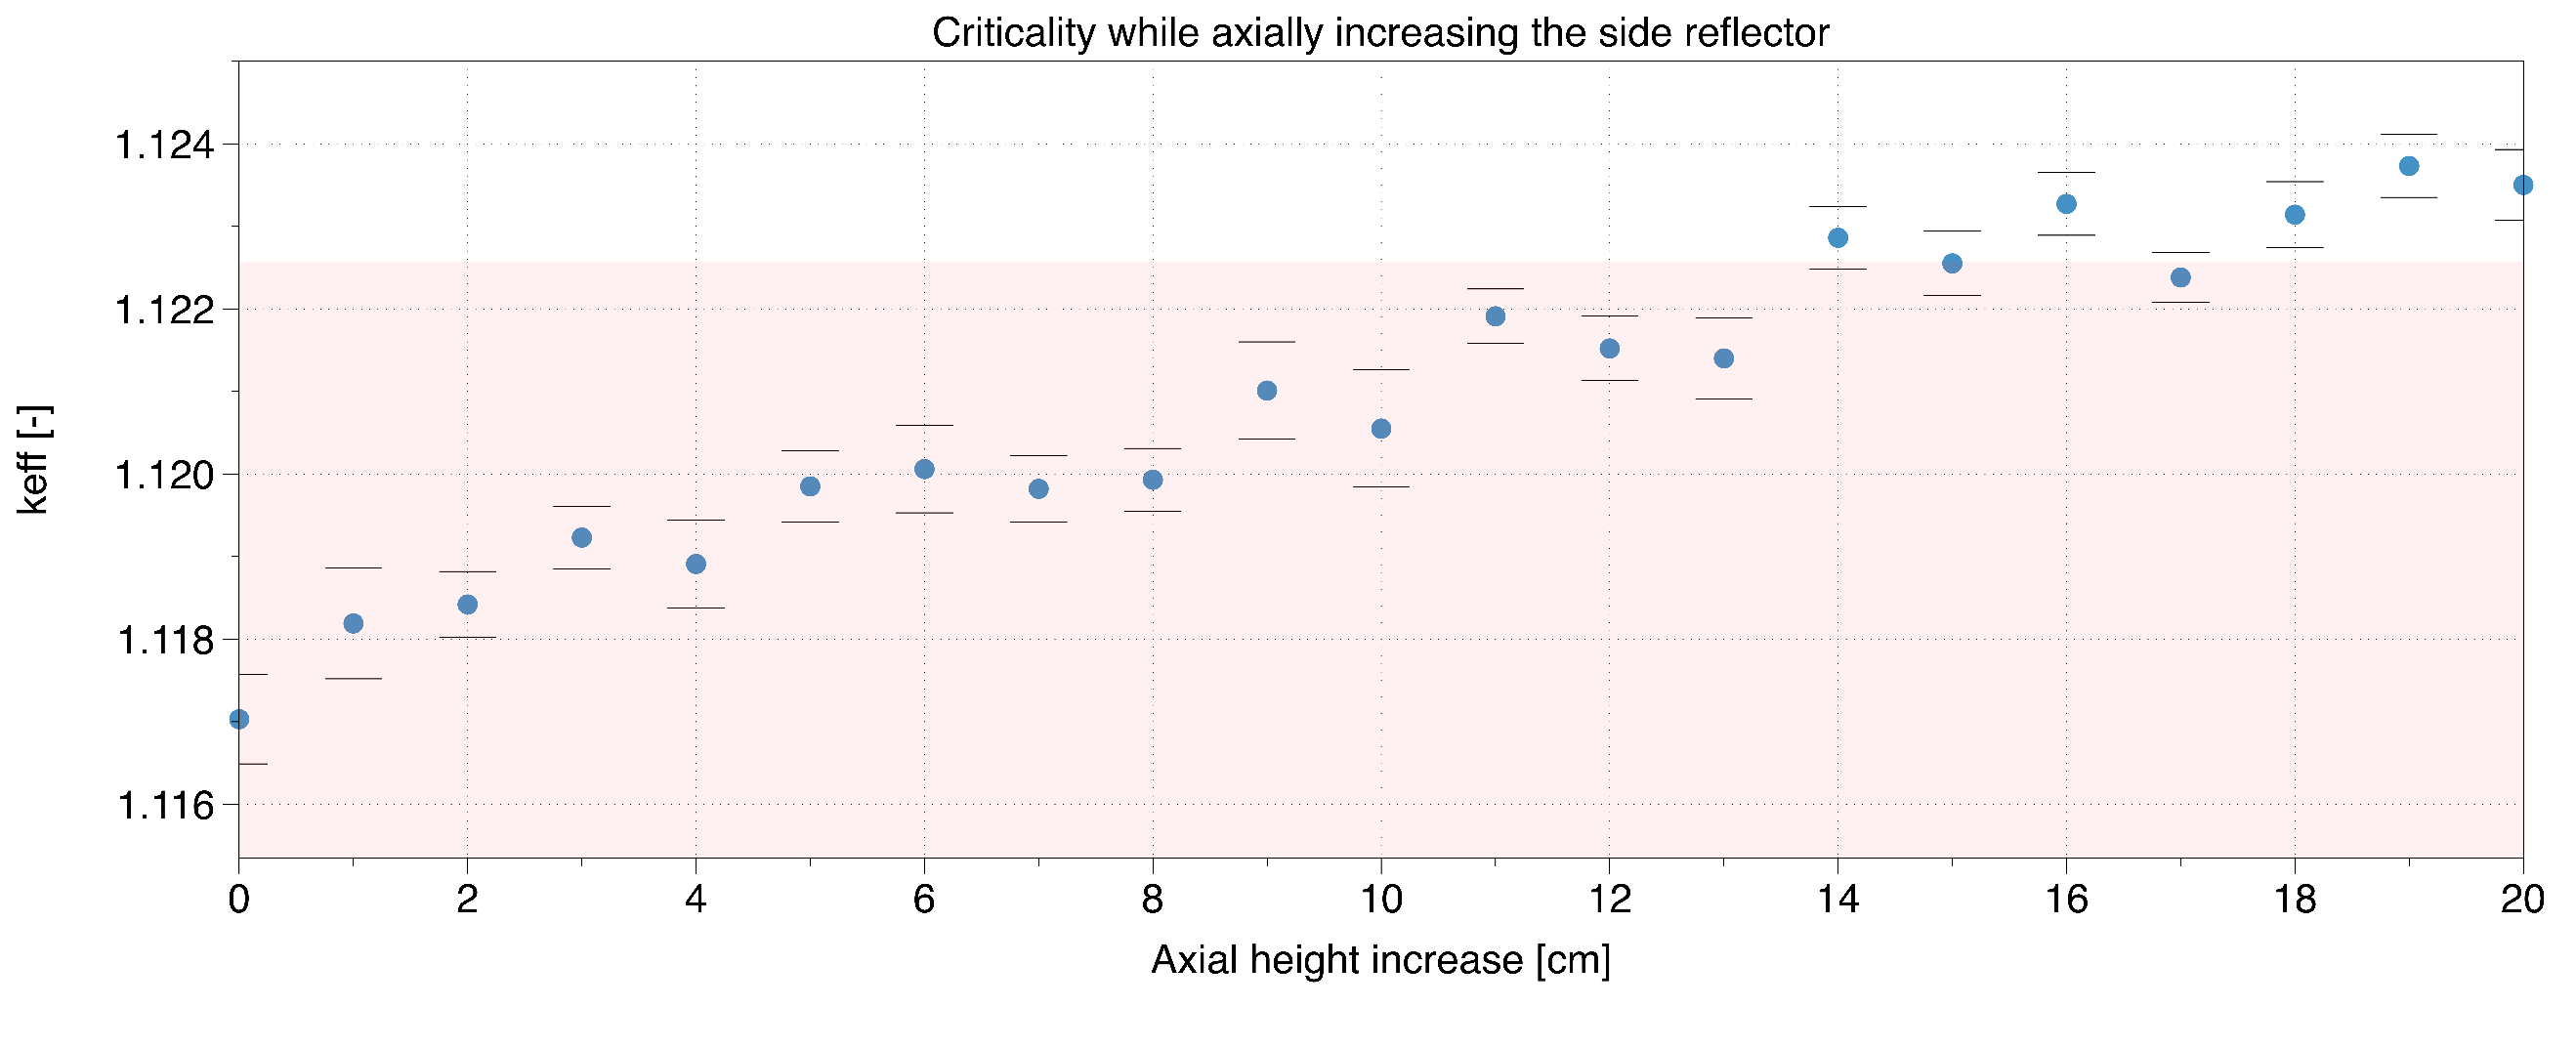 Criticality while axially increasing the side reflector
1.124
1.122
1.120
1.118
1.116
keff [-]
0 2 4 6 8 10 12 14 16 18 20
Axial height increase [cm]